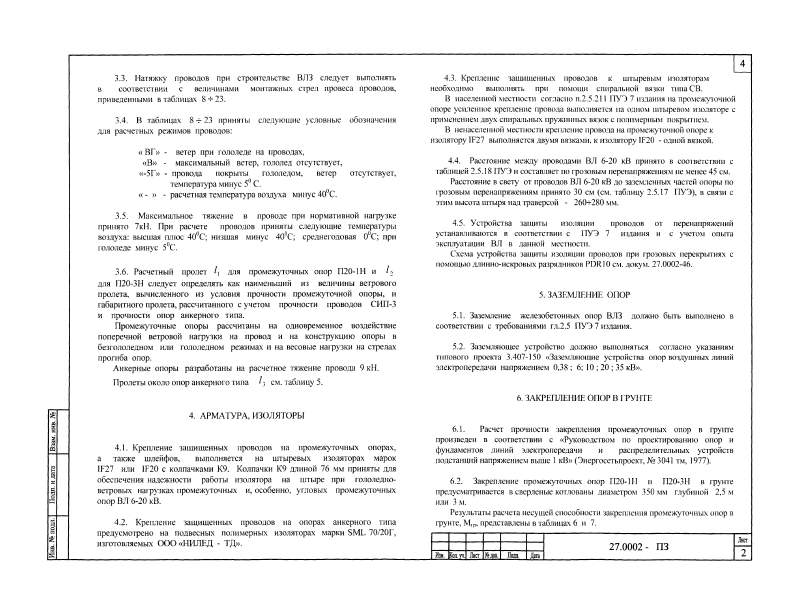 4
3.3. Натяжку проводов при строительстве ВЛЗ следует выполнять
в соответствии с величинами монтажных стрел провеса проводов,
приведенными в таблицах 8 ÷ 23.
3.4. В таблицах 8 ÷ 23 приняты следующие условные обозначения
для расчетных режимов проводов:
« ВГ» - ветер при гололеде на проводах,
«В» - максимальный ветер, гололед отсутствует,
«-5Г» - провода покрыты гололедом, ветер отсутствует,
температура минус 5⁰ С.
« - » - расчетная температура воздуха минус 40⁰С.
3.5. Максимальное тяжение в проводе при нормативной нагрузке
принято 7кН. При расчете проводов приняты следующие температуры
воздуха: высшая плюс 40⁰С; низшая минус 40⁰С; среднегодовая 0⁰С; при
гололеде минус 5⁰С.
3.6. Расчетный пролет l₁ для промежуточных опор П20-1Н и l₂
для П20-3Н следует определять как наименьший из величины ветрового
пролета, вычисленного из условия прочности промежуточной опоры, и
габаритного пролета, рассчитанного с учетом прочности проводов СИП-3
и прочности опор анкерного типа.
Промежуточные опоры рассчитаны на одновременное воздействие
поперечной ветровой нагрузки на провод и на конструкцию опоры в
безгололедном или гололедном режимах и на весовые нагрузки на стрелах
прогиба опор.
Анкерные опоры разработаны на расчетное тяжение провода 9 кН.
Пролеты около опор анкерного типа l₃ см. таблицу 5.
4. АРМАТУРА, ИЗОЛЯТОРЫ
4.1. Крепление защищенных проводов на промежуточных опорах,
а также шлейфов, выполняется на штыревых изоляторах марок
IF27 или IF20 с колпачками К9. Колпачки К9 длиной 76 мм приняты для
обеспечения надежности работы изолятора на штыре при гололедно-
ветровых нагрузках промежуточных и, особенно, угловых промежуточных
опор ВЛ 6-20 кВ.
4.2. Крепление защищенных проводов на опорах анкерного типа
предусмотрено на подвесных полимерных изоляторах марки SML 70/20Г,
изготовляемых ООО «НИЛЕД - ТД».
4.3. Крепление защищенных проводов к штыревым изоляторам
необходимо выполнять при помощи спиральной вязки типа СВ.
В населенной местности согласно п.2.5.211 ПУЭ 7 издания на промежуточной
опоре усиленное крепление провода выполняется на одном штыревом изоляторе с
применением двух спиральных пружинных вязок с полимерным покрытием.
В ненаселенной местности крепление провода на промежуточной опоре к
изолятору IF27 выполняется двумя вязками, к изолятору IF20 - одной вязкой.
4.4. Расстояние между проводами ВЛ 6-20 кВ принято в соответствии с
таблицей 2.5.18 ПУЭ и составляет по грозовым перенапряжениям не менее 45 см.
Расстояние в свету от проводов ВЛ 6-20 кВ до заземленных частей опоры по
грозовым перенапряжениям принято 30 см (см. таблицу 2.5.17 ПУЭ), в связи с
этим высота штыря над траверсой - 260÷280 мм.
4.5. Устройства защиты изоляции проводов от перенапряжений
устанавливаются в соответствии с ПУЭ 7 издания и с учетом опыта
эксплуатации ВЛ в данной местности.
Схема устройства защиты изоляции проводов при грозовых перекрытиях с
помощью длинно-искровых разрядников PDR10 см. докум. 27.0002-46.
5. ЗАЗЕМЛЕНИЕ ОПОР
5.1. Заземление железобетонных опор ВЛЗ должно быть выполнено в
соответствии с требованиями гл.2.5 ПУЭ 7 издания.
5.2. Заземляющее устройство должно выполняться согласно указаниям
типового проекта 3.407-150 «Заземляющие устройства опор воздушных линий
электропередачи напряжением 0,38 ; 6; 10 ; 20 ; 35 кВ».
6. ЗАКРЕПЛЕНИЕ ОПОР В ГРУНТЕ
6.1. Расчет прочности закрепления промежуточных опор в грунте
произведен в соответствии с «Руководством по проектированию опор и
фундаментов линий электропередачи и распределительных устройств
подстанций напряжением выше 1 кВ» (Энергосетьпроект, № 3041 тм, 1977).
6.2. Закрепление промежуточных опор П20-1Н и П20-3Н в грунте
предусматривается в сверленые котлованы диаметром 350 мм глубиной 2,5 м
или 3 м.
Результаты расчета несущей способности закрепления промежуточных опор в
грунте, Мгр, представлены в таблицах 6 и 7.
Взам. инв. №
Подп. и дата
Инв. № подл.
Изм. Кол. уч. Лист № док. Подп. Дата
27.0002 - ПЗ
Лист
2